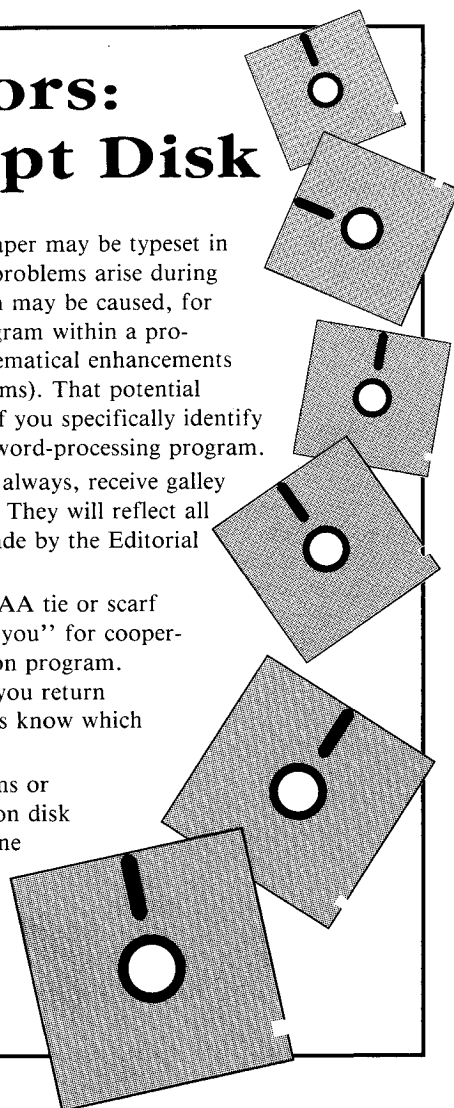 ors:
pt Disk
aper may be typeset in
problems arise during
n may be caused, for
gram within a pro-
ematical enhancements
ms). That potential
f you specifically identify
word-processing program.
always, receive galley
They will reflect all
de by the Editorial
AA tie or scarf
you'' for cooper-
on program.
you return
s know which
ns or
on disk
ne